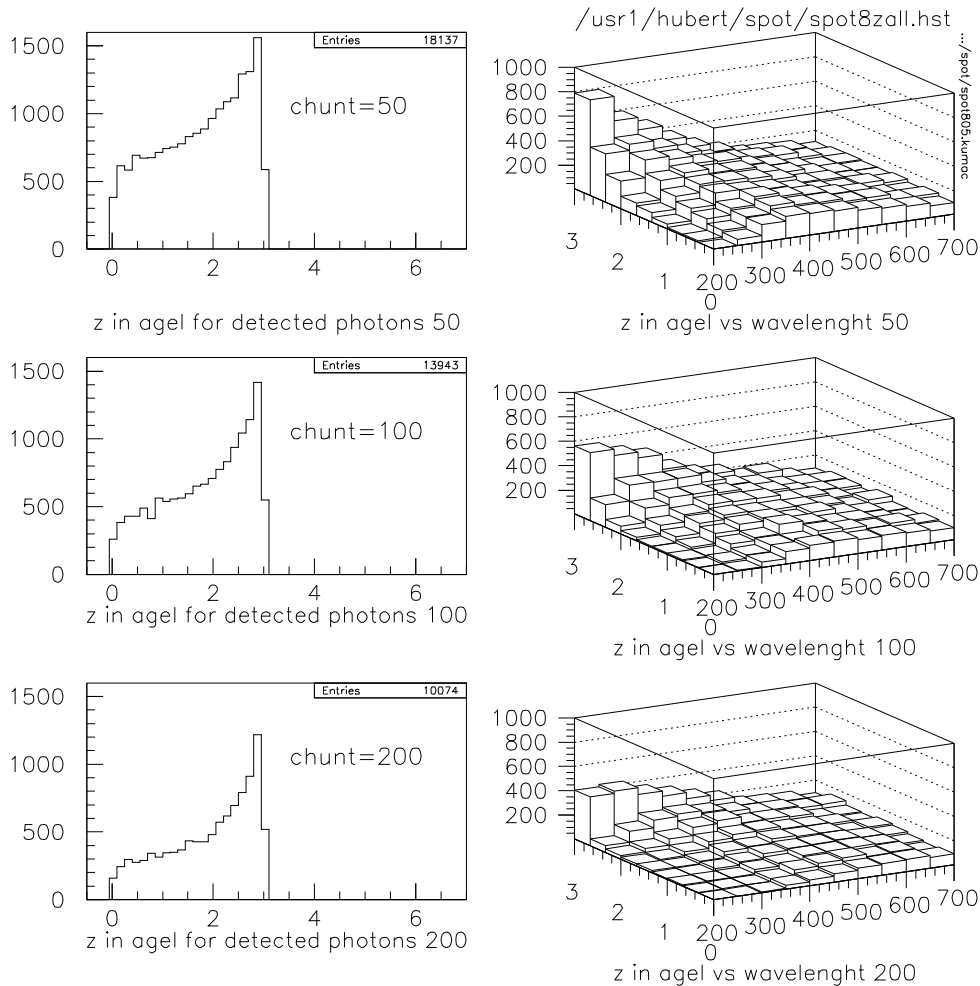 /usr1/hubert/spot/spot8zall.hst
.../spot/spot805.kumac
Entries 18137
chunt=50
1500
1000
500
0
0 2 4 6
z in agel for detected photons 50
1000
800
600
400
200
3
2
1
0
200 300 400 500 600 700
z in agel vs wavelenght 50
Entries 13943
chunt=100
1500
1000
500
0
0 2 4 6
z in agel for detected photons 100
1000
800
600
400
200
3
2
1
0
200 300 400 500 600 700
z in agel vs wavelenght 100
Entries 10074
chunt=200
1500
1000
500
0
0 2 4 6
z in agel for detected photons 200
1000
800
600
400
200
3
2
1
0
200 300 400 500 600 700
z in agel vs wavelenght 200